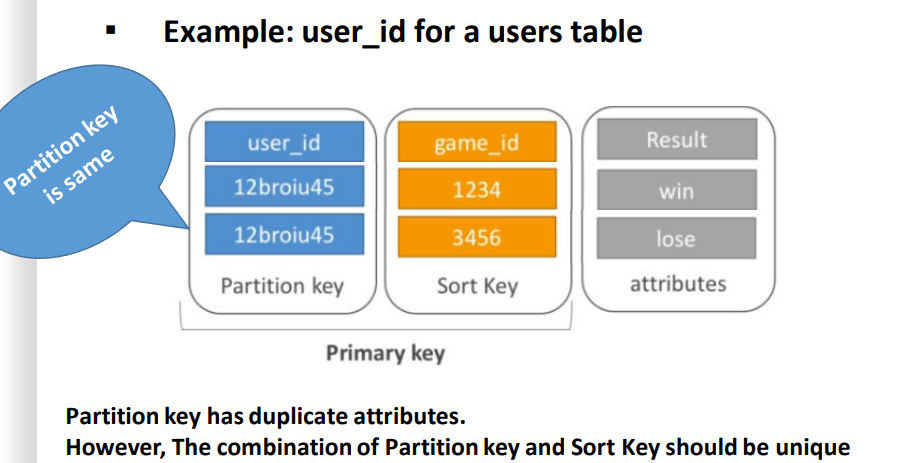 ▪ Example: user_id for a users table
Partition key
is same
user_id game_id Result
12broiu45 1234 win
12broiu45 3456 lose
Partition key Sort Key attributes
Primary key
Partition key has duplicate attributes.
However, The combination of Partition key and Sort Key should be unique